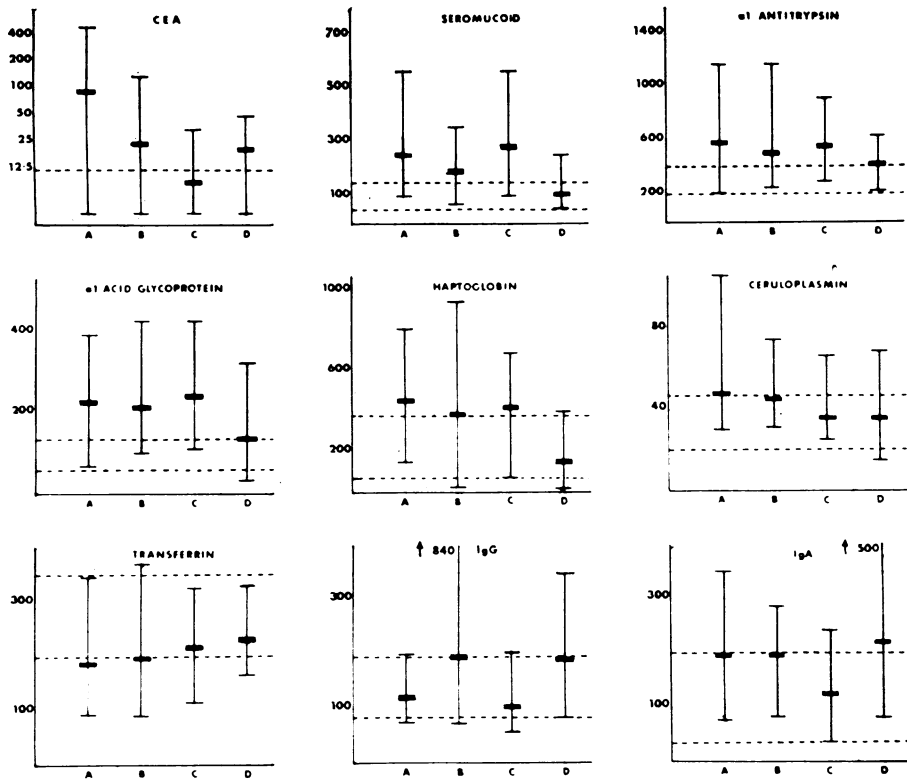 CEA
400
200
100
50
25
12·5
A B C D
SEROMUCOID
700
500
300
100
A B C D
α1 ANTITRYPSIN
1400
1000
600
200
A B C D
α1 ACID GLYCOPROTEIN
400
200
A B C D
HAPTOGLOBIN
1000
600
200
A B C D
CERULOPLASMIN
80
40
A B C D
TRANSFERRIN
300
100
A B C D
↑ 840 IgG
300
100
A B C D
IgA ↑ 500
300
100
A B C D